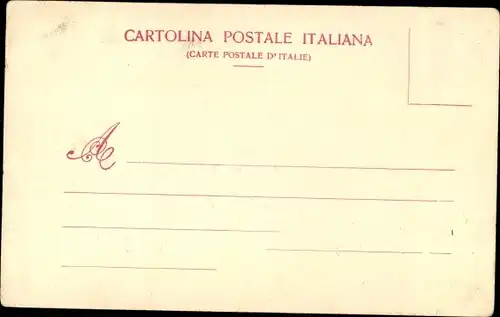 CARTOLINA POSTALE ITALIANA
(CARTE POSTALE D'ITALIE)
A